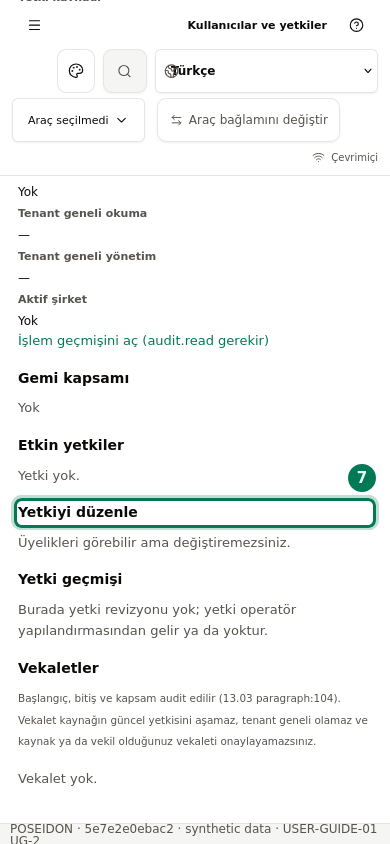 Kullanıcılar ve yetkiler
Türkçe
Araç seçilmedi
Araç bağlamını değiştir
Çevrimiçi
Yok
Tenant geneli okuma
—
Tenant geneli yönetim
—
Aktif şirket
Yok
İşlem geçmişini aç (audit.read gerekir)
Gemi kapsamı
Yok
Etkin yetkiler
Yetki yok.
7
Yetkiyi düzenle
Üyelikleri görebilir ama değiştiremezsiniz.
Yetki geçmişi
Burada yetki revizyonu yok; yetki operatör
yapılandırmasından gelir ya da yoktur.
Vekaletler
Başlangıç, bitiş ve kapsam audit edilir (13.03 paragraph:104).
Vekalet kaynağın güncel yetkisini aşamaz, tenant geneli olamaz ve
kaynak ya da vekil olduğunuz vekaleti onaylayamazsınız.
Vekalet yok.
POSEIDON · 5e7e2e0ebac2 · synthetic data · USER-GUIDE-01
UG-2